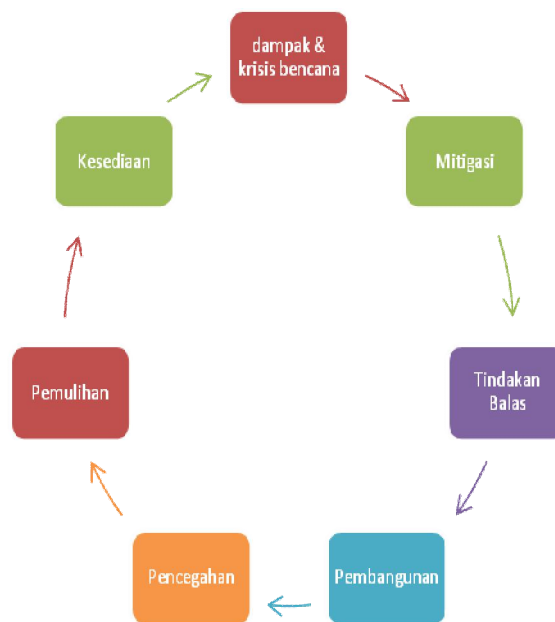 dampak &
krisis bencana
Mitigasi
Tindakan
Balas
Pembangunan
Pencegahan
Pemulihan
Kesediaan